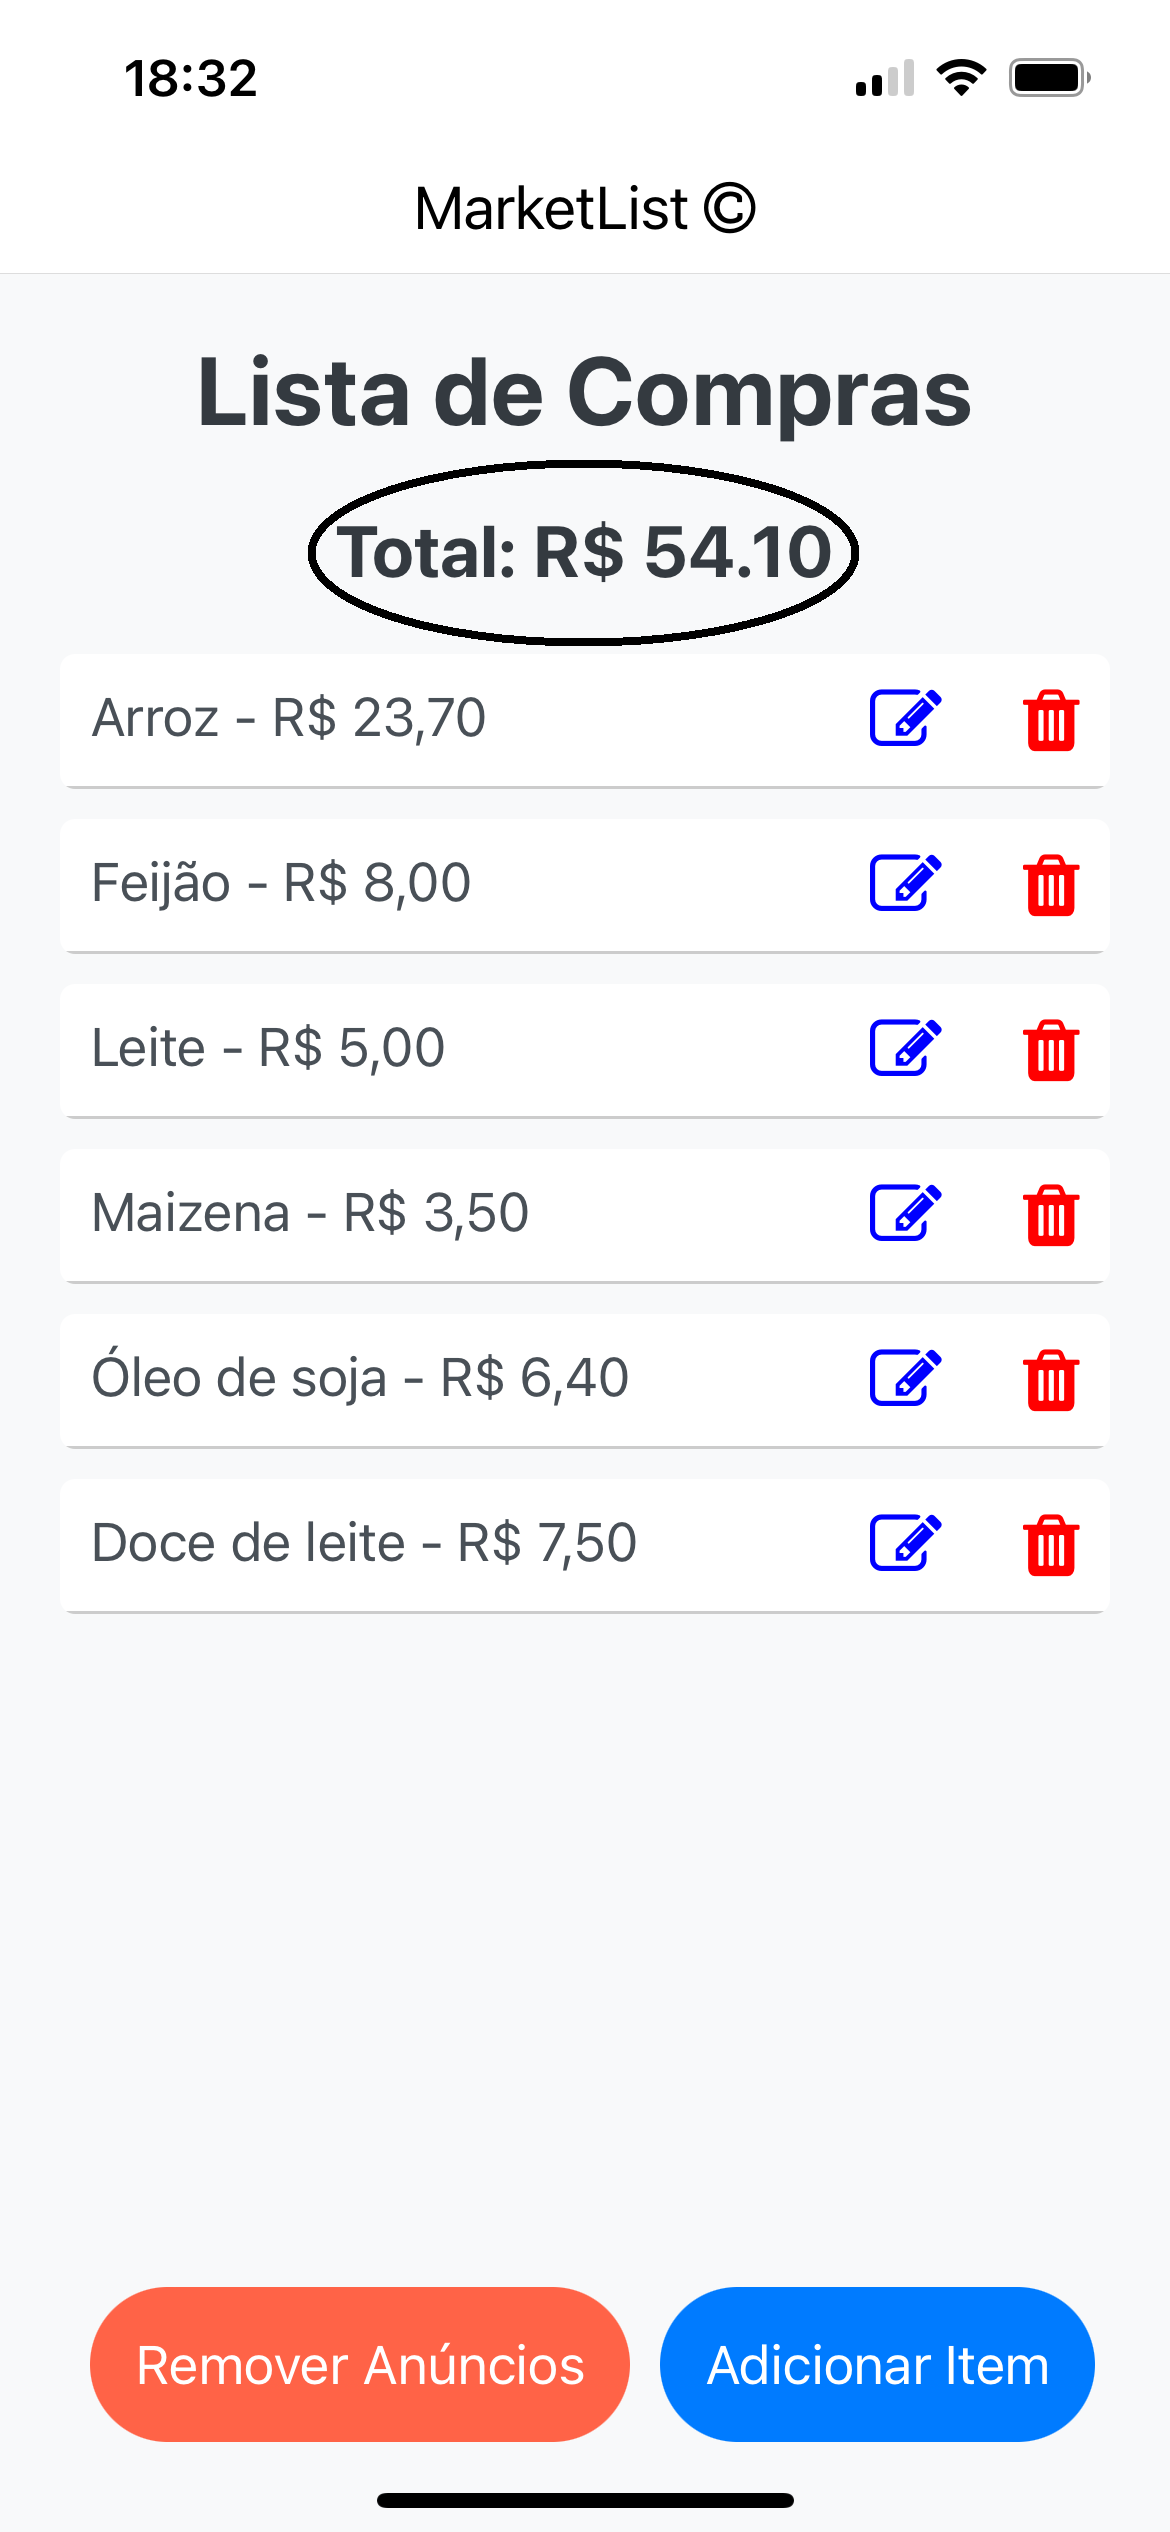 18:32
MarketList ©
Lista de Compras
Total: R$ 54.10
Arroz - R$ 23,70
Feijão - R$ 8,00
Leite - R$ 5,00
Maizena - R$ 3,50
Óleo de soja - R$ 6,40
Doce de leite - R$ 7,50
Remover Anúncios
Adicionar Item